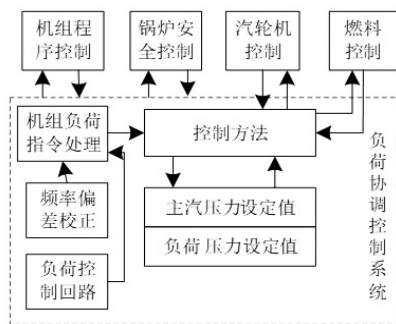 机组程
序控制
锅炉安
全控制
汽轮机
控制
燃料
控制
机组负荷
指令处理
控制方法
频率偏
差校正
主汽压力设定值
负荷压力设定值
负荷控
制回路
负荷协调控制系统